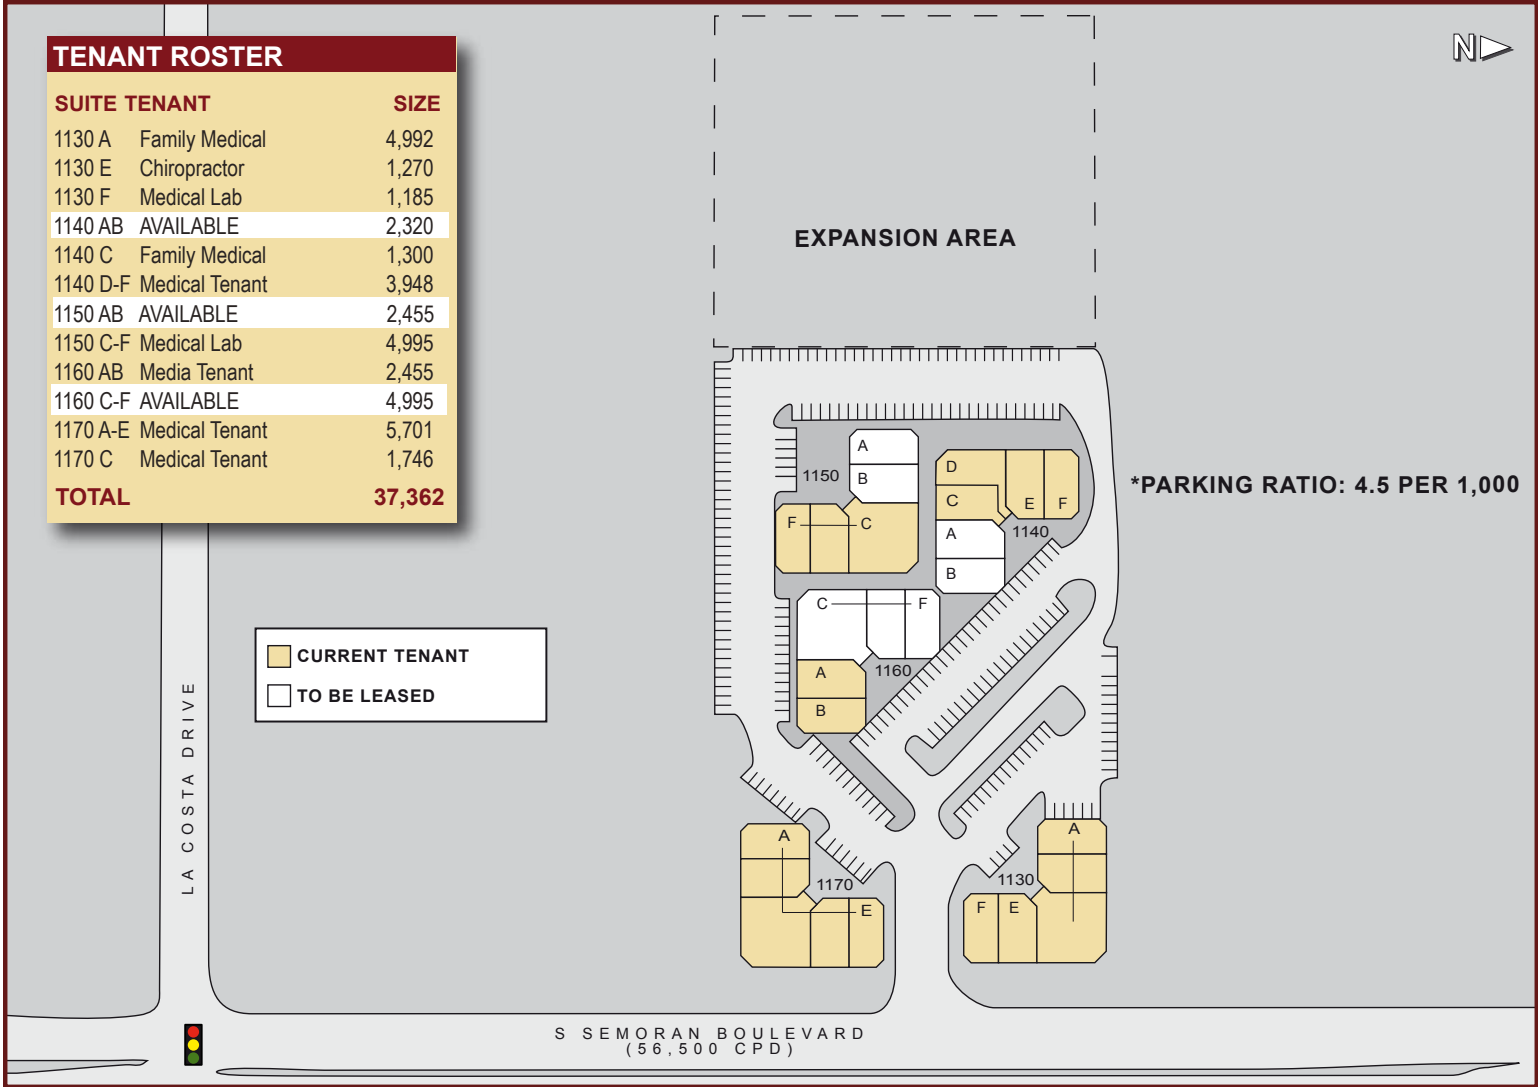 TENANT ROSTER
SUITE TENANT SIZE
1130 A Family Medical 4,992
1130 E Chiropractor 1,270
1130 F Medical Lab 1,185
1140 AB AVAILABLE 2,320
1140 C Family Medical 1,300
1140 D-F Medical Tenant 3,948
1150 AB AVAILABLE 2,455
1150 C-F Medical Lab 4,995
1160 AB Media Tenant 2,455
1160 C-F AVAILABLE 4,995
1170 A-E Medical Tenant 5,701
1170 C Medical Tenant 1,746
TOTAL 37,362
N
EXPANSION AREA
*PARKING RATIO: 4.5 PER 1,000
A
1150
B
F
C
D
C
E
F
A
1140
B
C
F
A
1160
B
CURRENT TENANT
TO BE LEASED
LA COSTA DRIVE
A
1170
E
A
1130
F
E
S SEMORAN BOULEVARD
(56,500 CPD)